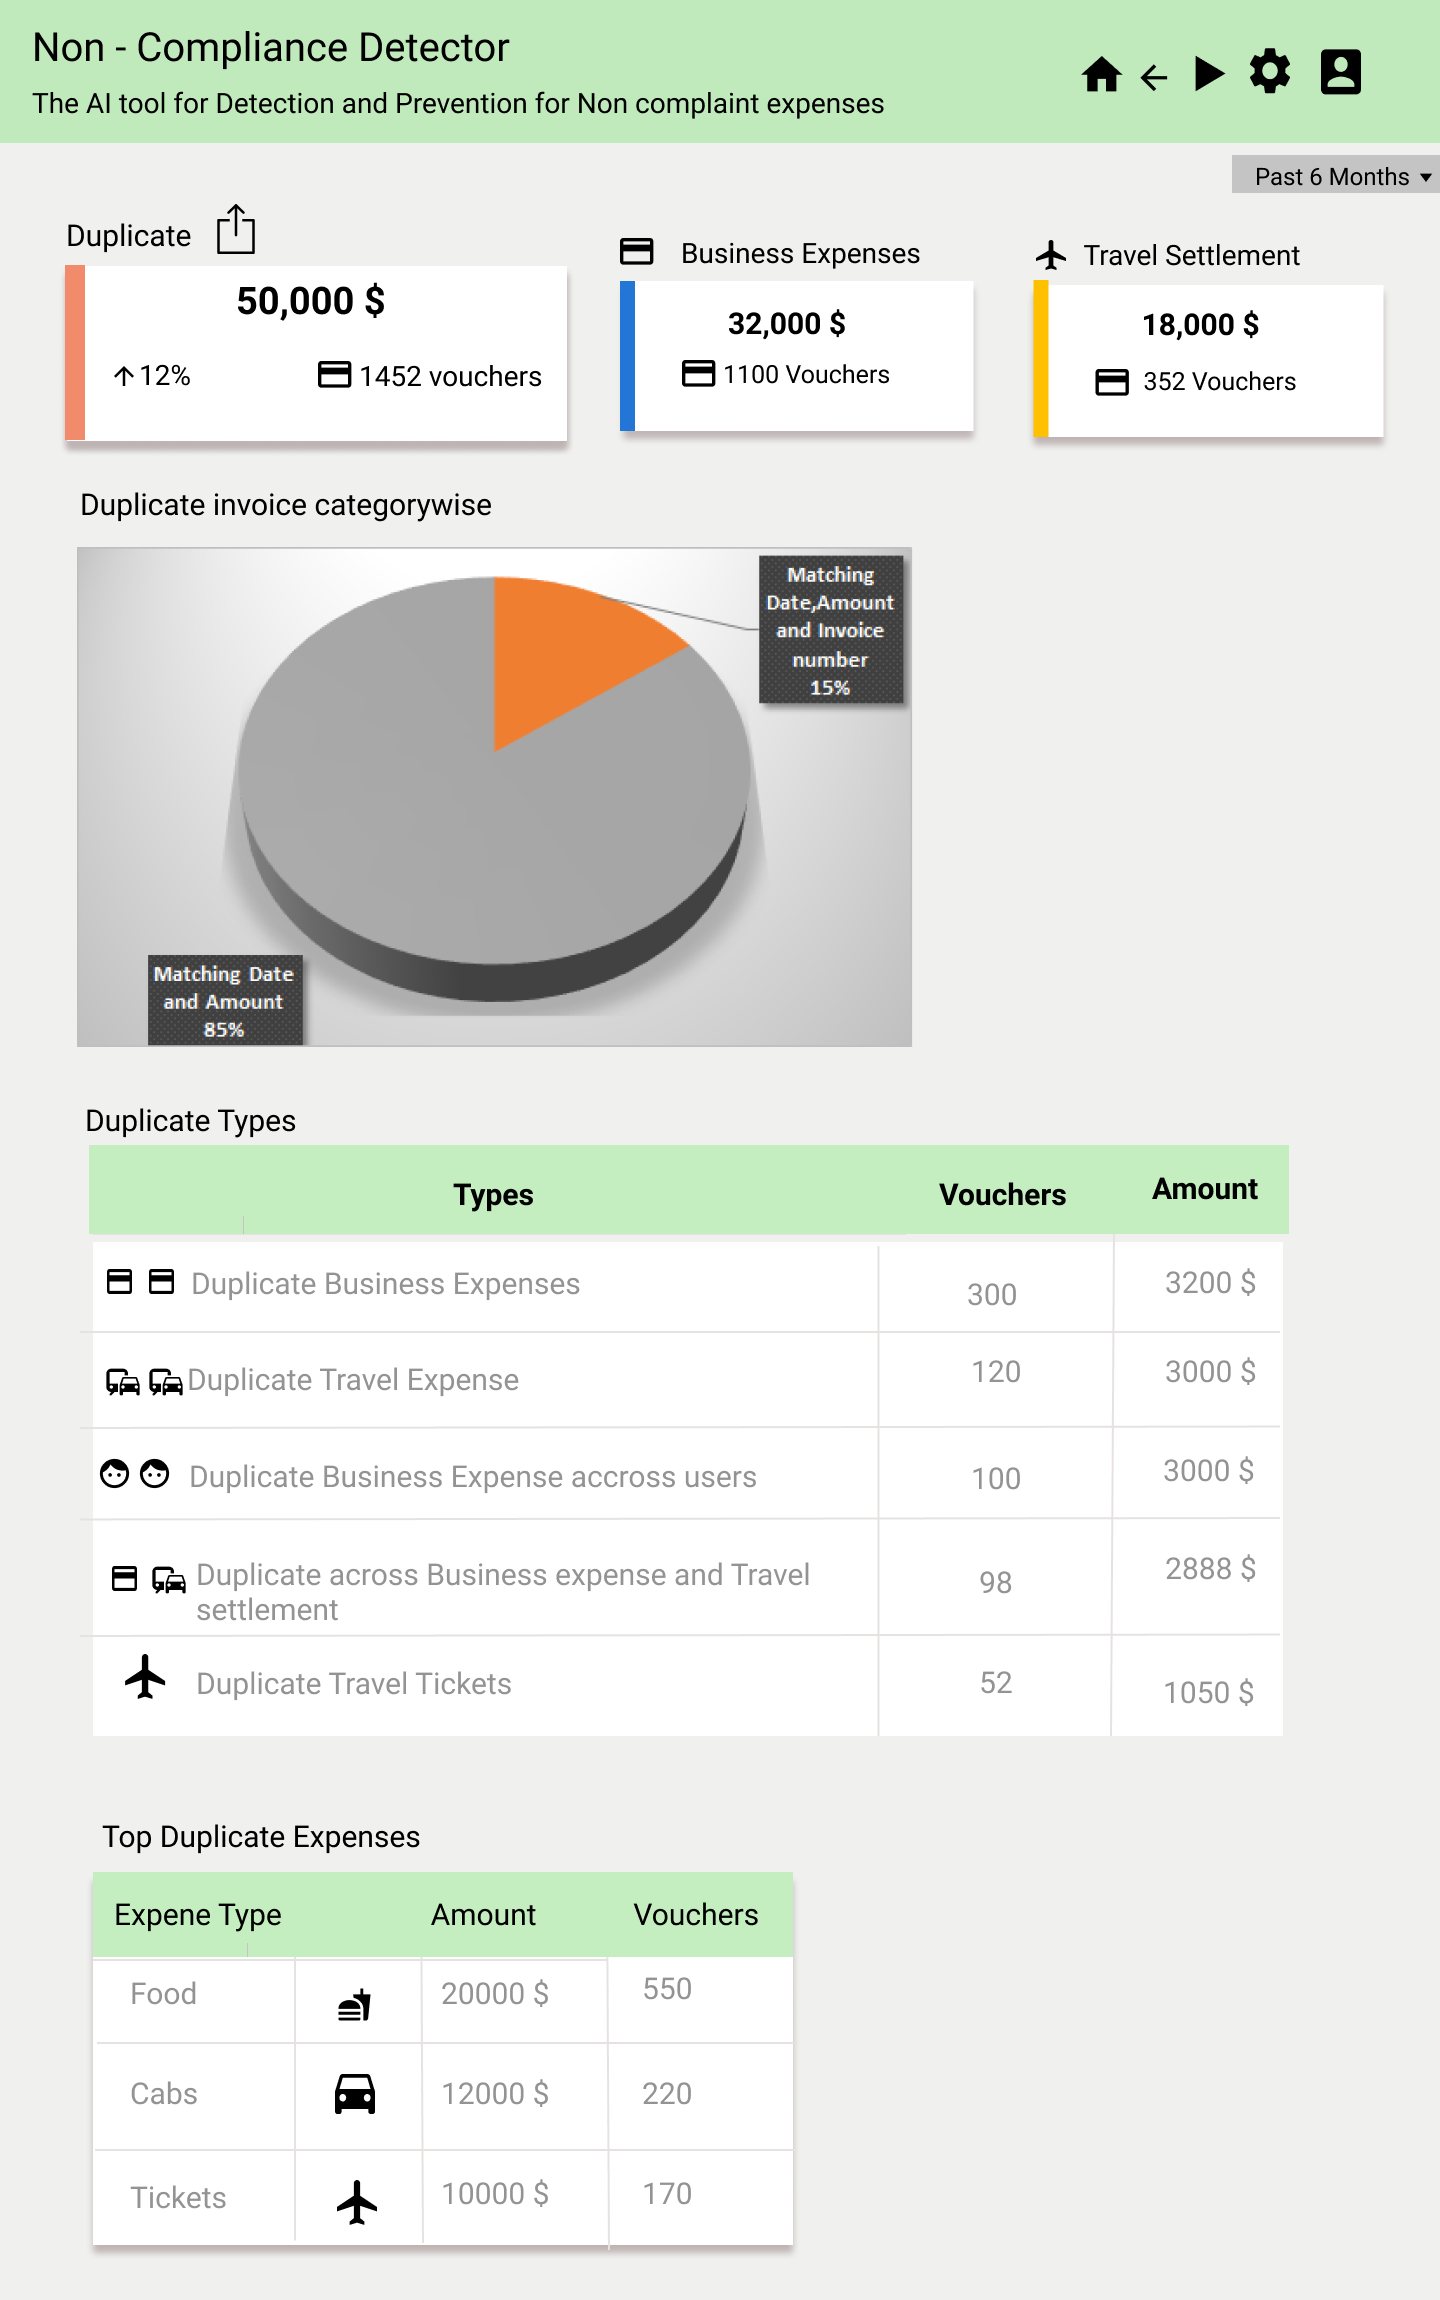 Non - Compliance Detector
The AI tool for Detection and Prevention for Non complaint expenses
Past 6 Months
Duplicate
50,000 $
12%
1452 vouchers
Business Expenses
32,000 $
1100 Vouchers
Travel Settlement
18,000 $
352 Vouchers
Duplicate invoice categorywise
Matching
Date,Amount
and Invoice
number
15%
Matching Date
and Amount
85%
Duplicate Types
Types Vouchers Amount
Duplicate Business Expenses 300 3200 $
Duplicate Travel Expense 120 3000 $
Duplicate Business Expense accross users 100 3000 $
Duplicate across Business expense and Travel
settlement 98 2888 $
Duplicate Travel Tickets 52 1050 $
Top Duplicate Expenses
Expene Type Amount Vouchers
Food 20000 $ 550
Cabs 12000 $ 220
Tickets 10000 $ 170